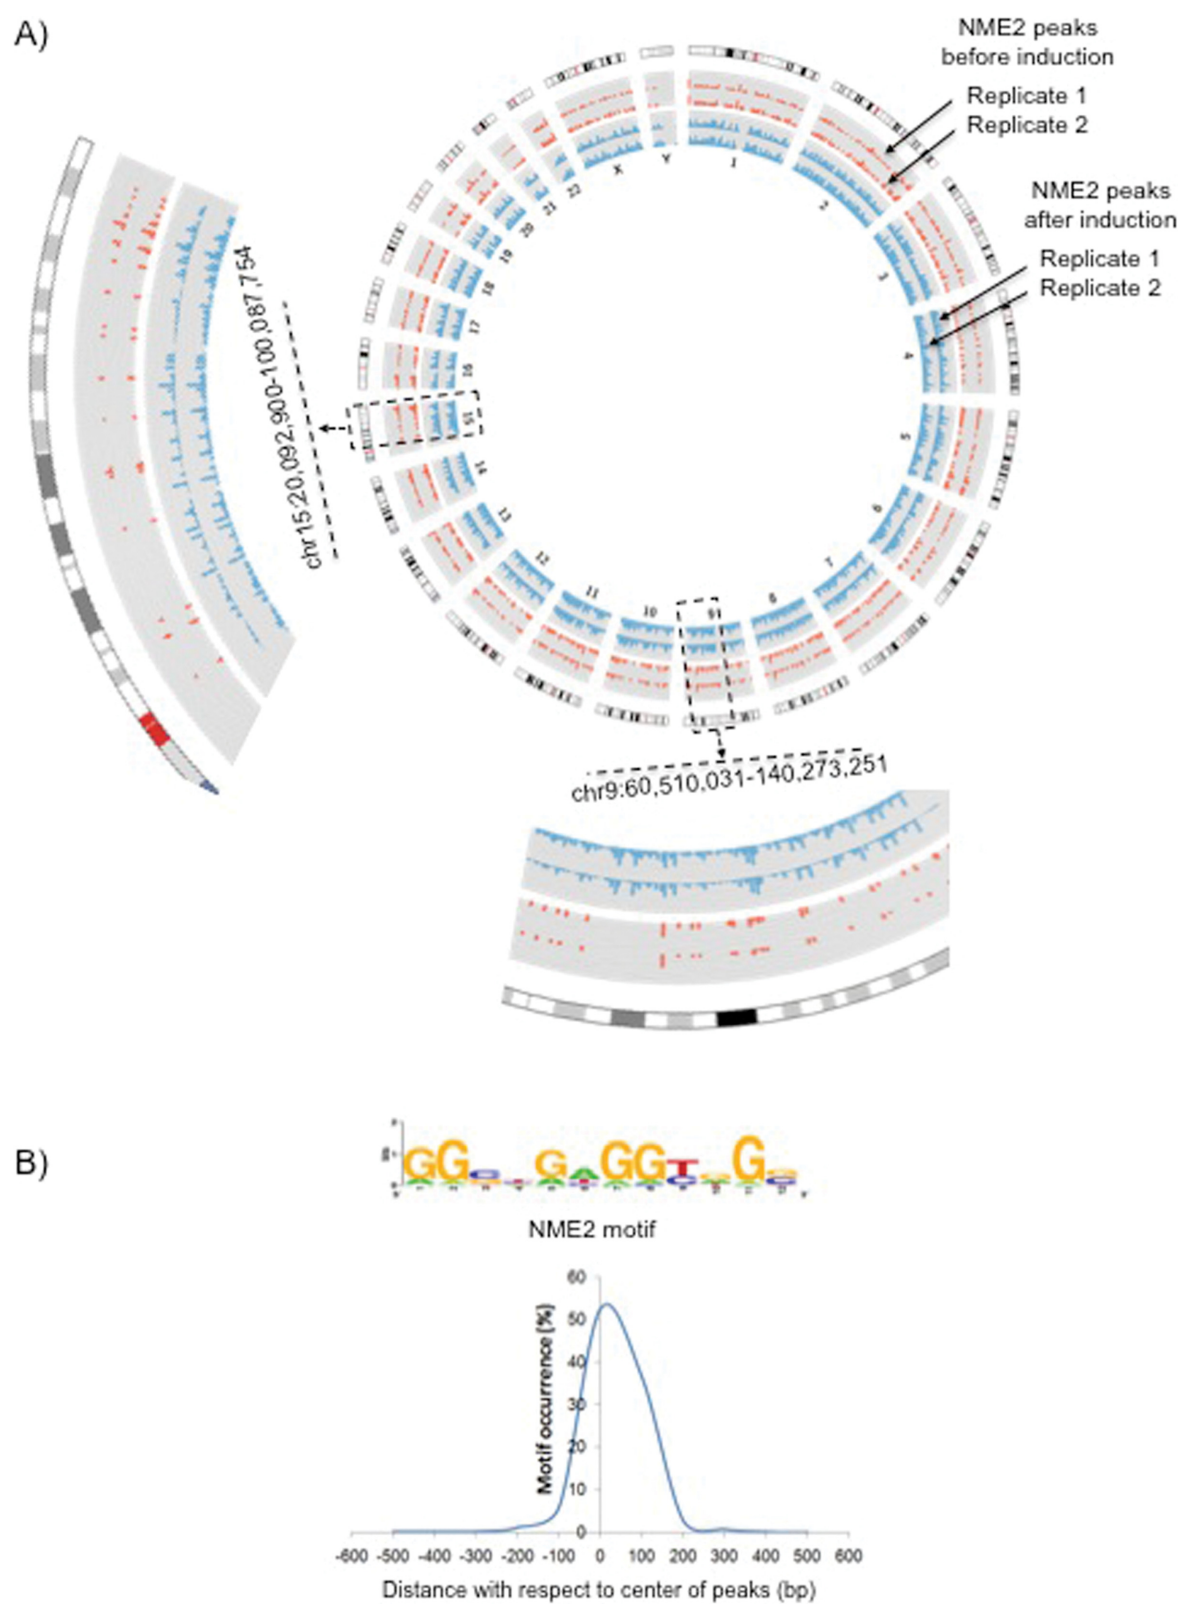 A)
NME2 peaks
before induction
Replicate 1
Replicate 2
NME2 peaks
after induction
Replicate 1
Replicate 2
X
Y
1
2
3
4
5
6
7
8
9
10
11
12
13
14
15
16
17
18
19
20
21
22
chr15:20,092,900-100,087,754
chr9:60,510,031-140,273,251
B)
GG
GAGGT
G
NME2 motif
Motif occurrence (%)
60
50
40
30
20
10
0
-600 -500 -400 -300 -200 -100 0 100 200 300 400 500 600
Distance with respect to center of peaks (bp)